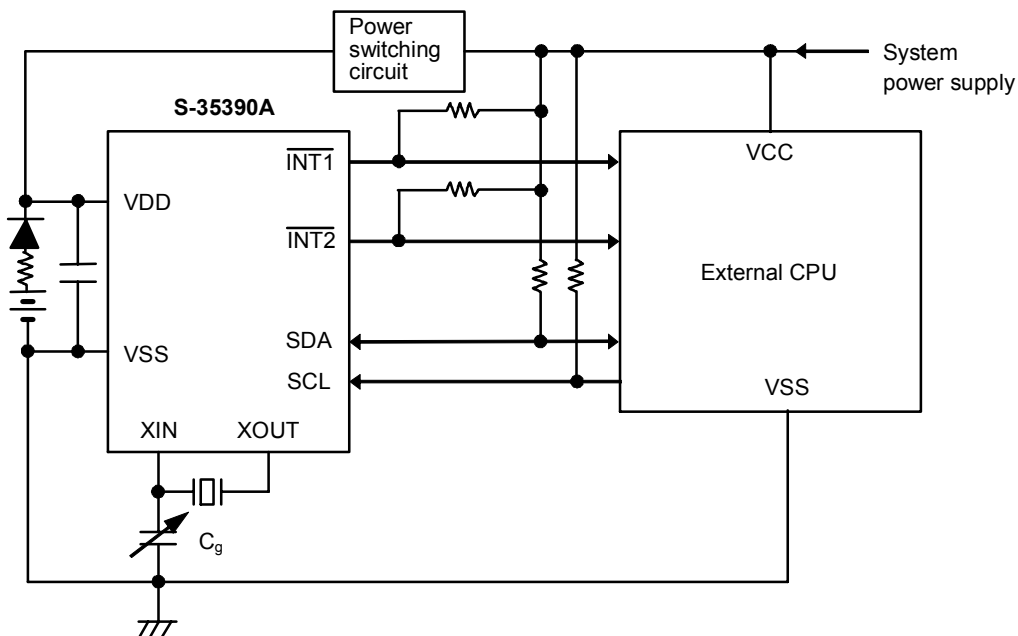 Power
switching
circuit
System
power supply
S-35390A
INT1
VCC
VDD
INT2
External CPU
SDA
VSS
SCL
VSS
XIN XOUT
Cg